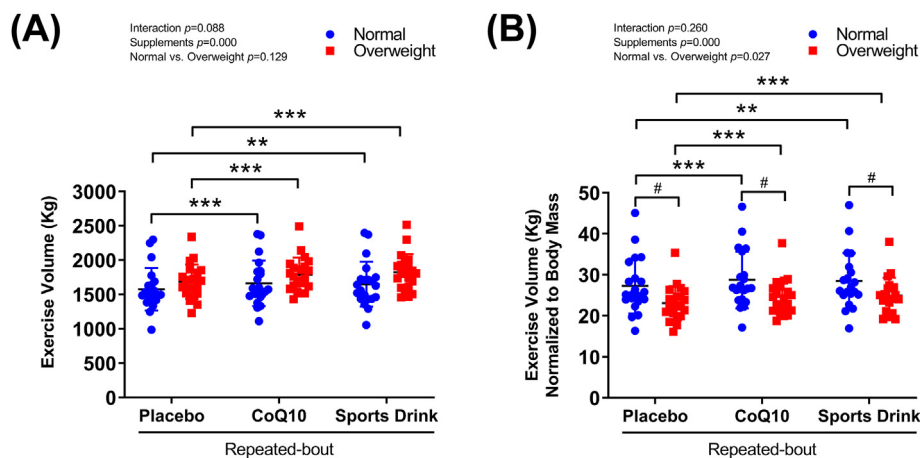 (A)
Interaction p=0.088
Supplements p=0.000
Normal vs. Overweight p=0.129
Normal
Overweight
***
**
***
***
Exercise Volume (Kg)
3000
2500
2000
1500
1000
500
0
Placebo CoQ10 Sports Drink
Repeated-bout
(B)
Interaction p=0.260
Supplements p=0.000
Normal vs. Overweight p=0.027
Normal
Overweight
***
**
***
***
# # #
Exercise Volume (Kg)
Normalized to Body Mass
50
40
30
20
10
0
Placebo CoQ10 Sports Drink
Repeated-bout